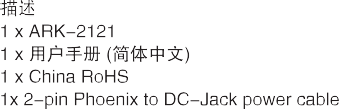 描述
1 x ARK-2121
1 x 用户手册 (简体中文)
1 x China RoHS
1x 2-pin Phoenix to DC-Jack power cable